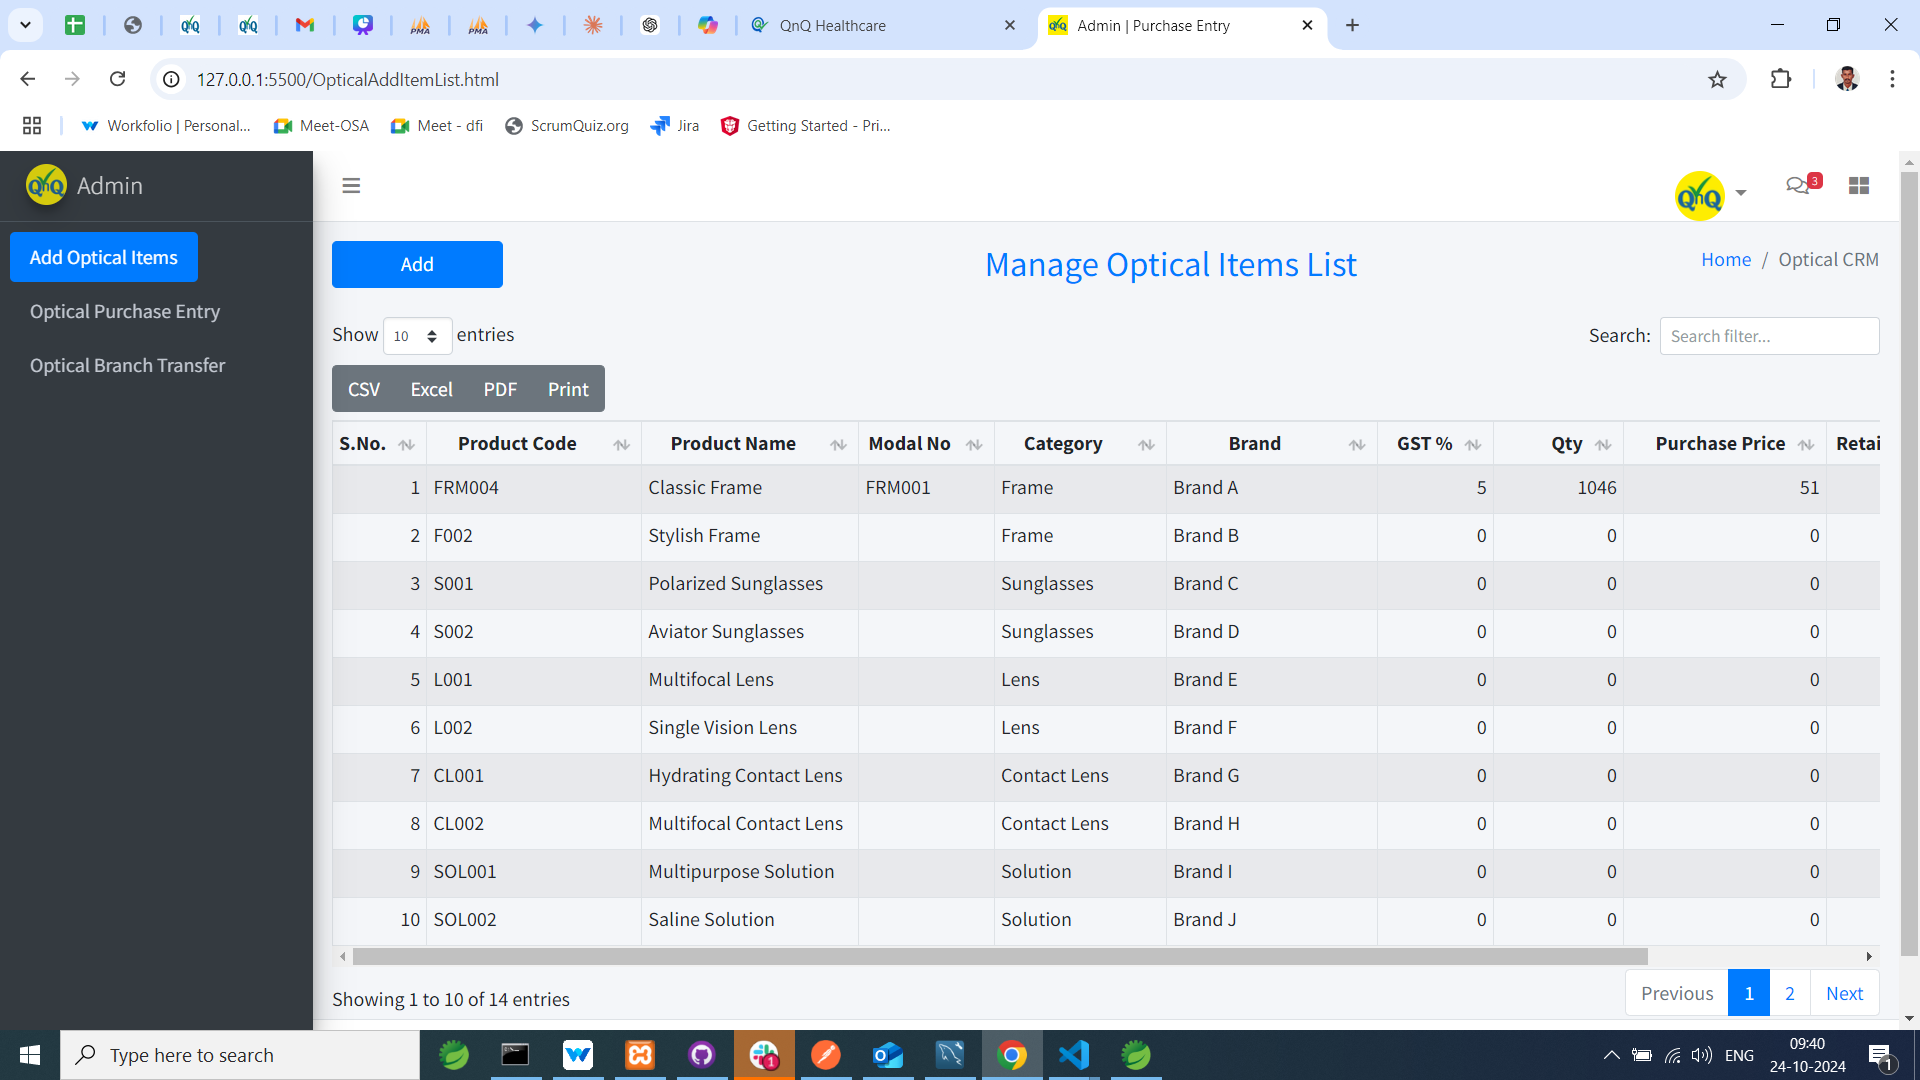 PMA
PMA
QnQ Healthcare
Admin | Purchase Entry
127.0.0.1:5500/OpticalAddItemList.html
Workfolio | Personal...
Meet-OSA
Meet - dfi
ScrumQuiz.org
Jira
Getting Started - Pri...
QnQ Admin
QnQ
3
Add Optical Items
Optical Purchase Entry
Optical Branch Transfer
Add
Manage Optical Items List
Home / Optical CRM
Show 10 entries
Search: Search filter...
CSV Excel PDF Print
S.No. Product Code Product Name Modal No Category Brand GST % Qty Purchase Price Retai
1 FRM004 Classic Frame FRM001 Frame Brand A 5 1046 51
2 F002 Stylish Frame Frame Brand B 0 0 0
3 S001 Polarized Sunglasses Sunglasses Brand C 0 0 0
4 S002 Aviator Sunglasses Sunglasses Brand D 0 0 0
5 L001 Multifocal Lens Lens Brand E 0 0 0
6 L002 Single Vision Lens Lens Brand F 0 0 0
7 CL001 Hydrating Contact Lens Contact Lens Brand G 0 0 0
8 CL002 Multifocal Contact Lens Contact Lens Brand H 0 0 0
9 SOL001 Multipurpose Solution Solution Brand I 0 0 0
10 SOL002 Saline Solution Solution Brand J 0 0 0
Showing 1 to 10 of 14 entries
Previous 1 2 Next
Type here to search
1
ENG
09:40
24-10-2024
1